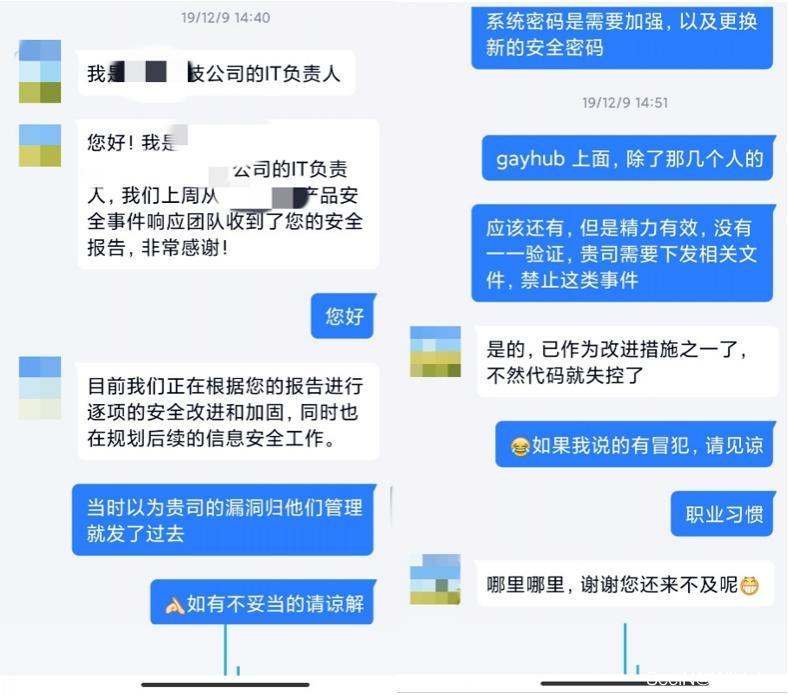 19/12/9 14:40
我是 技公司的IT负责人
您好！我是
公司的IT负责
人，我们上周从 产品安
全事件响应团队收到了您的安全
报告，非常感谢！
您好
目前我们正在根据您的报告进行
逐项的安全改进和加固，同时也
在规划后续的信息安全工作。
当时以为贵司的漏洞归他们管理
就发了过去
🙏🏻如有不妥当的请谅解
系统密码是需要加强，以及更换
新的安全密码
19/12/9 14:51
gayhub 上面，除了那几个人的
应该还有，但是精力有效，没有
一一验证，贵司需要下发相关文
件，禁止这类事件
是的，已作为改进措施之一了，
不然代码就失控了
😂如果我说的有冒犯，请见谅
职业习惯
哪里哪里，谢谢您还来不及呢😁